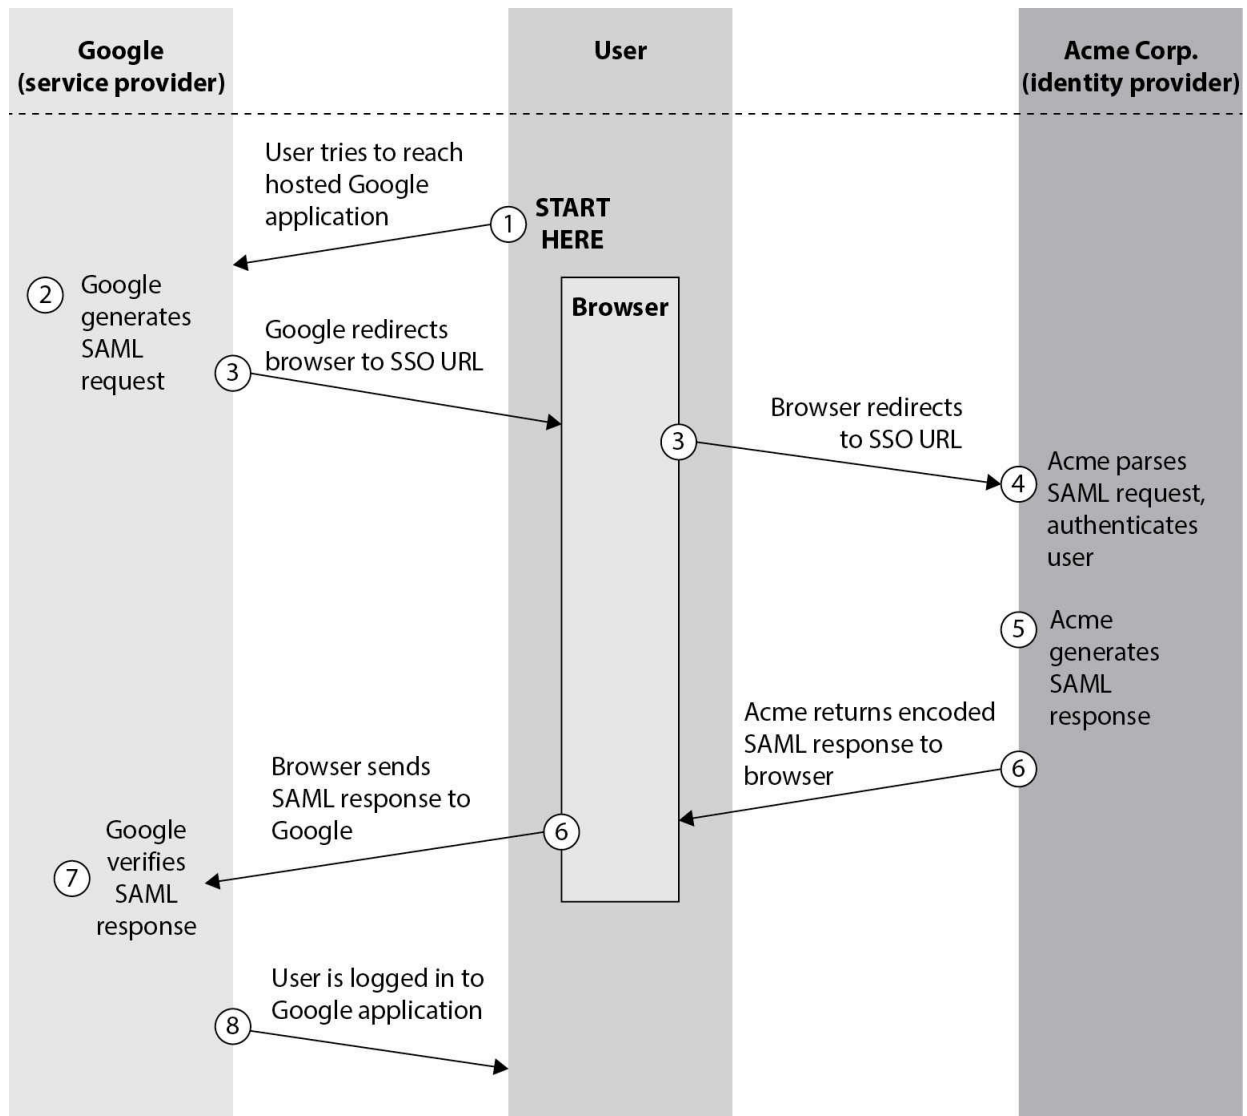 Google
(service provider)
User
Acme Corp.
(identity provider)
User tries to reach
hosted Google
application
1
START
HERE
2
Google
generates
SAML
request
Browser
Google redirects
browser to SSO URL
3
Browser redirects
to SSO URL
3
4
Acme parses
SAML request,
authenticates
user
5
Acme
generates
SAML
response
Acme returns encoded
SAML response to
browser
6
Browser sends
SAML response to
Google
6
7
Google
verifies
SAML
response
User is logged in to
Google application
8